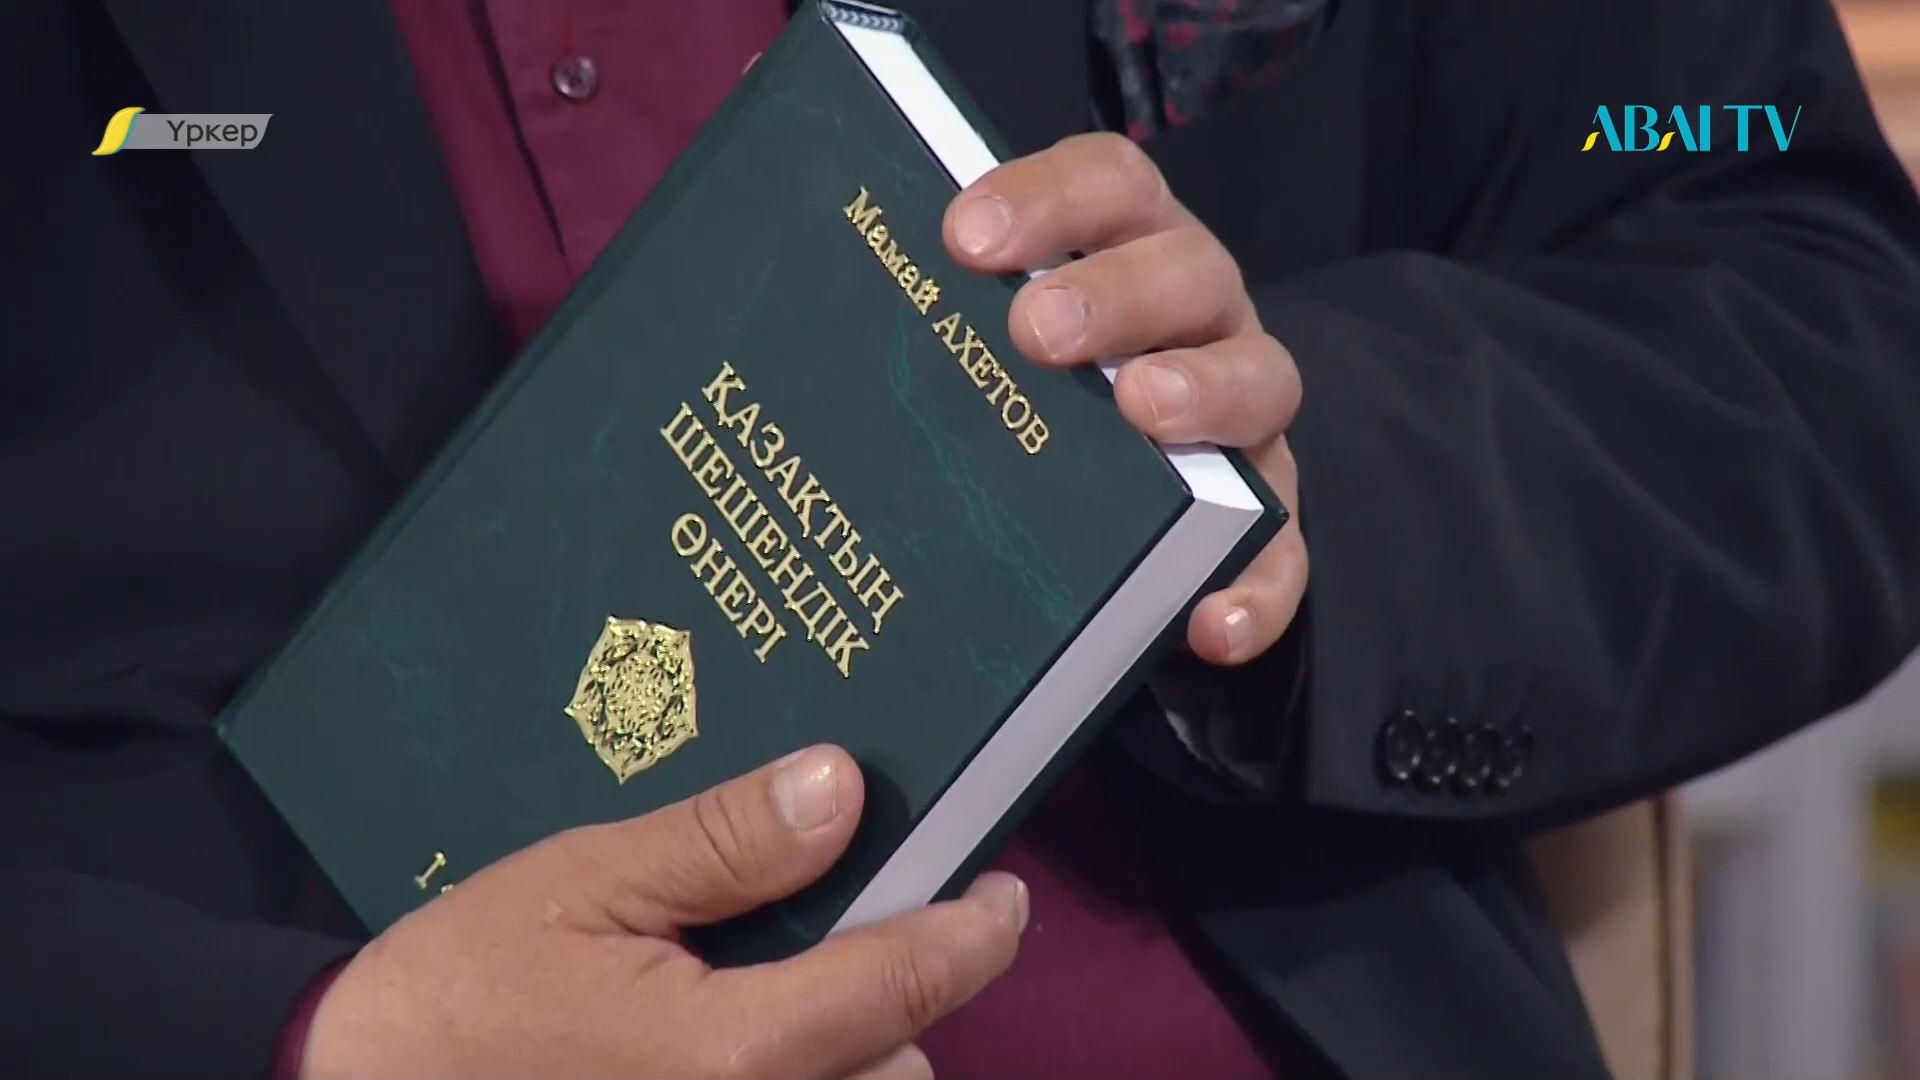 Үркер
ABAI TV
Мамай АХЕТОВ
ҚАЗАҚТЫҢ
ШЕШЕНДІК
ӨНЕРІ
I